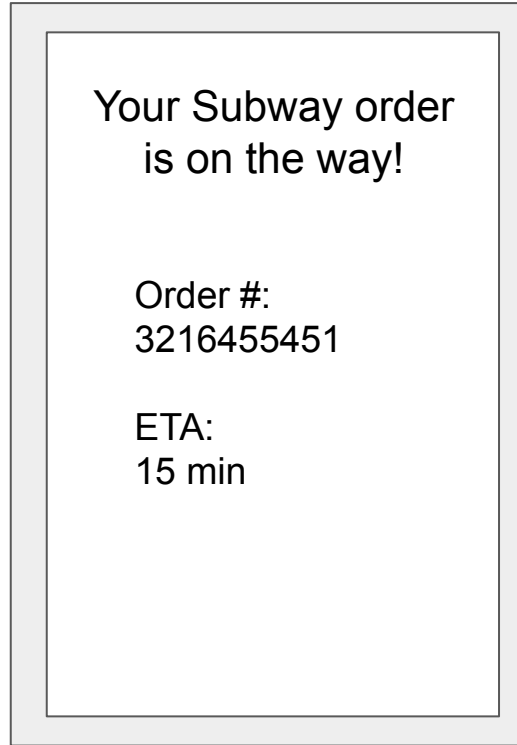 Your Subway order
is on the way!
Order #:
3216455451
ETA:
15 min